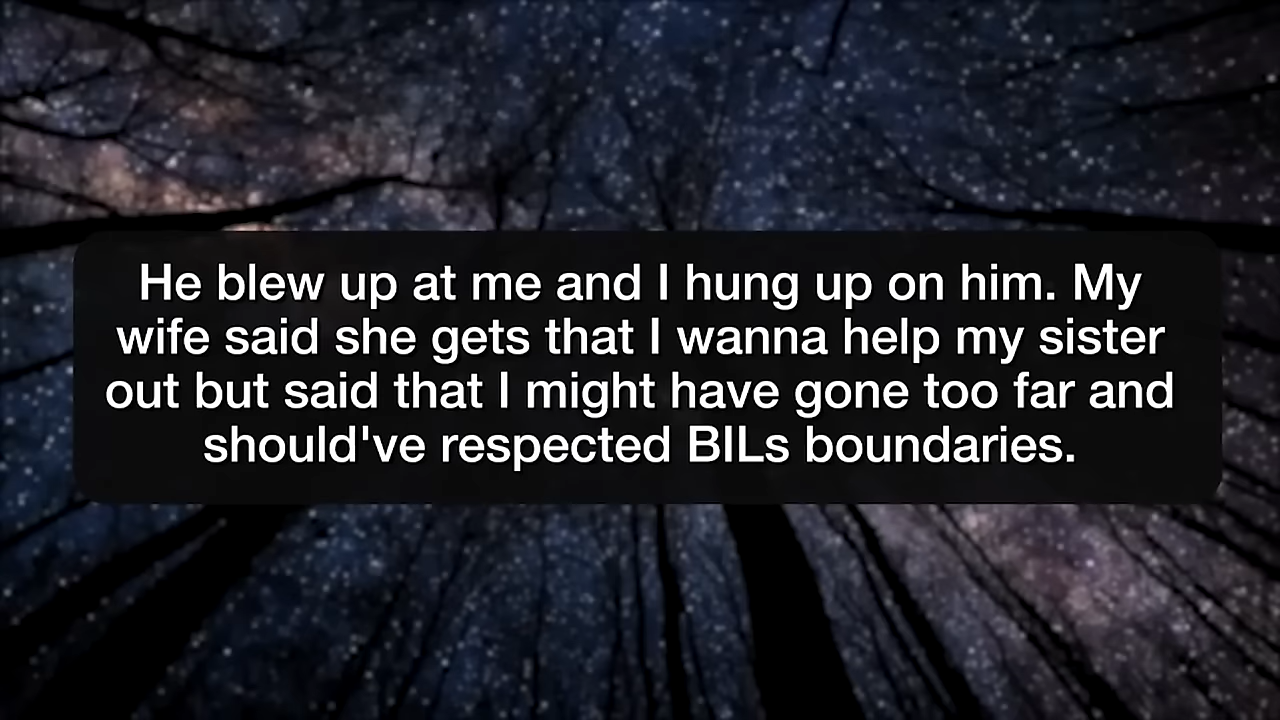 He blew up at me and I hung up on him. My
wife said she gets that I wanna help my sister
out but said that I might have gone too far and
should've respected BILs boundaries.